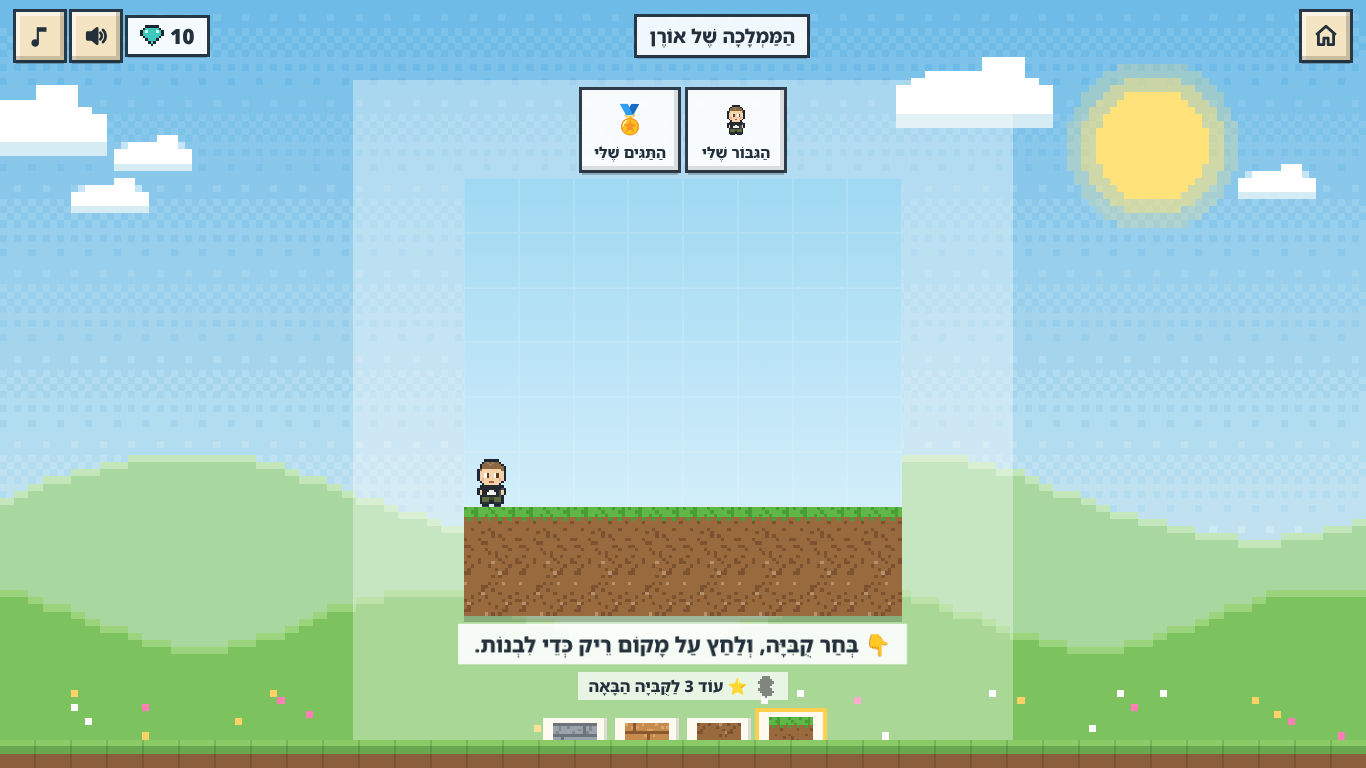 הַמַּמְלָכָה שֶׁל אוֹרֶן
10
הַגִּבּוֹר שֶׁלִּי
הַתַּגִּים שֶׁלִּי
בְּחַר קֻבִּיָּה, וְלַחַץ עַל מָקוֹם רֵיק כְּדֵי לִבְנוֹת.
עוֹד 3 לַקֻּבִּיָּה הַבָּאָה